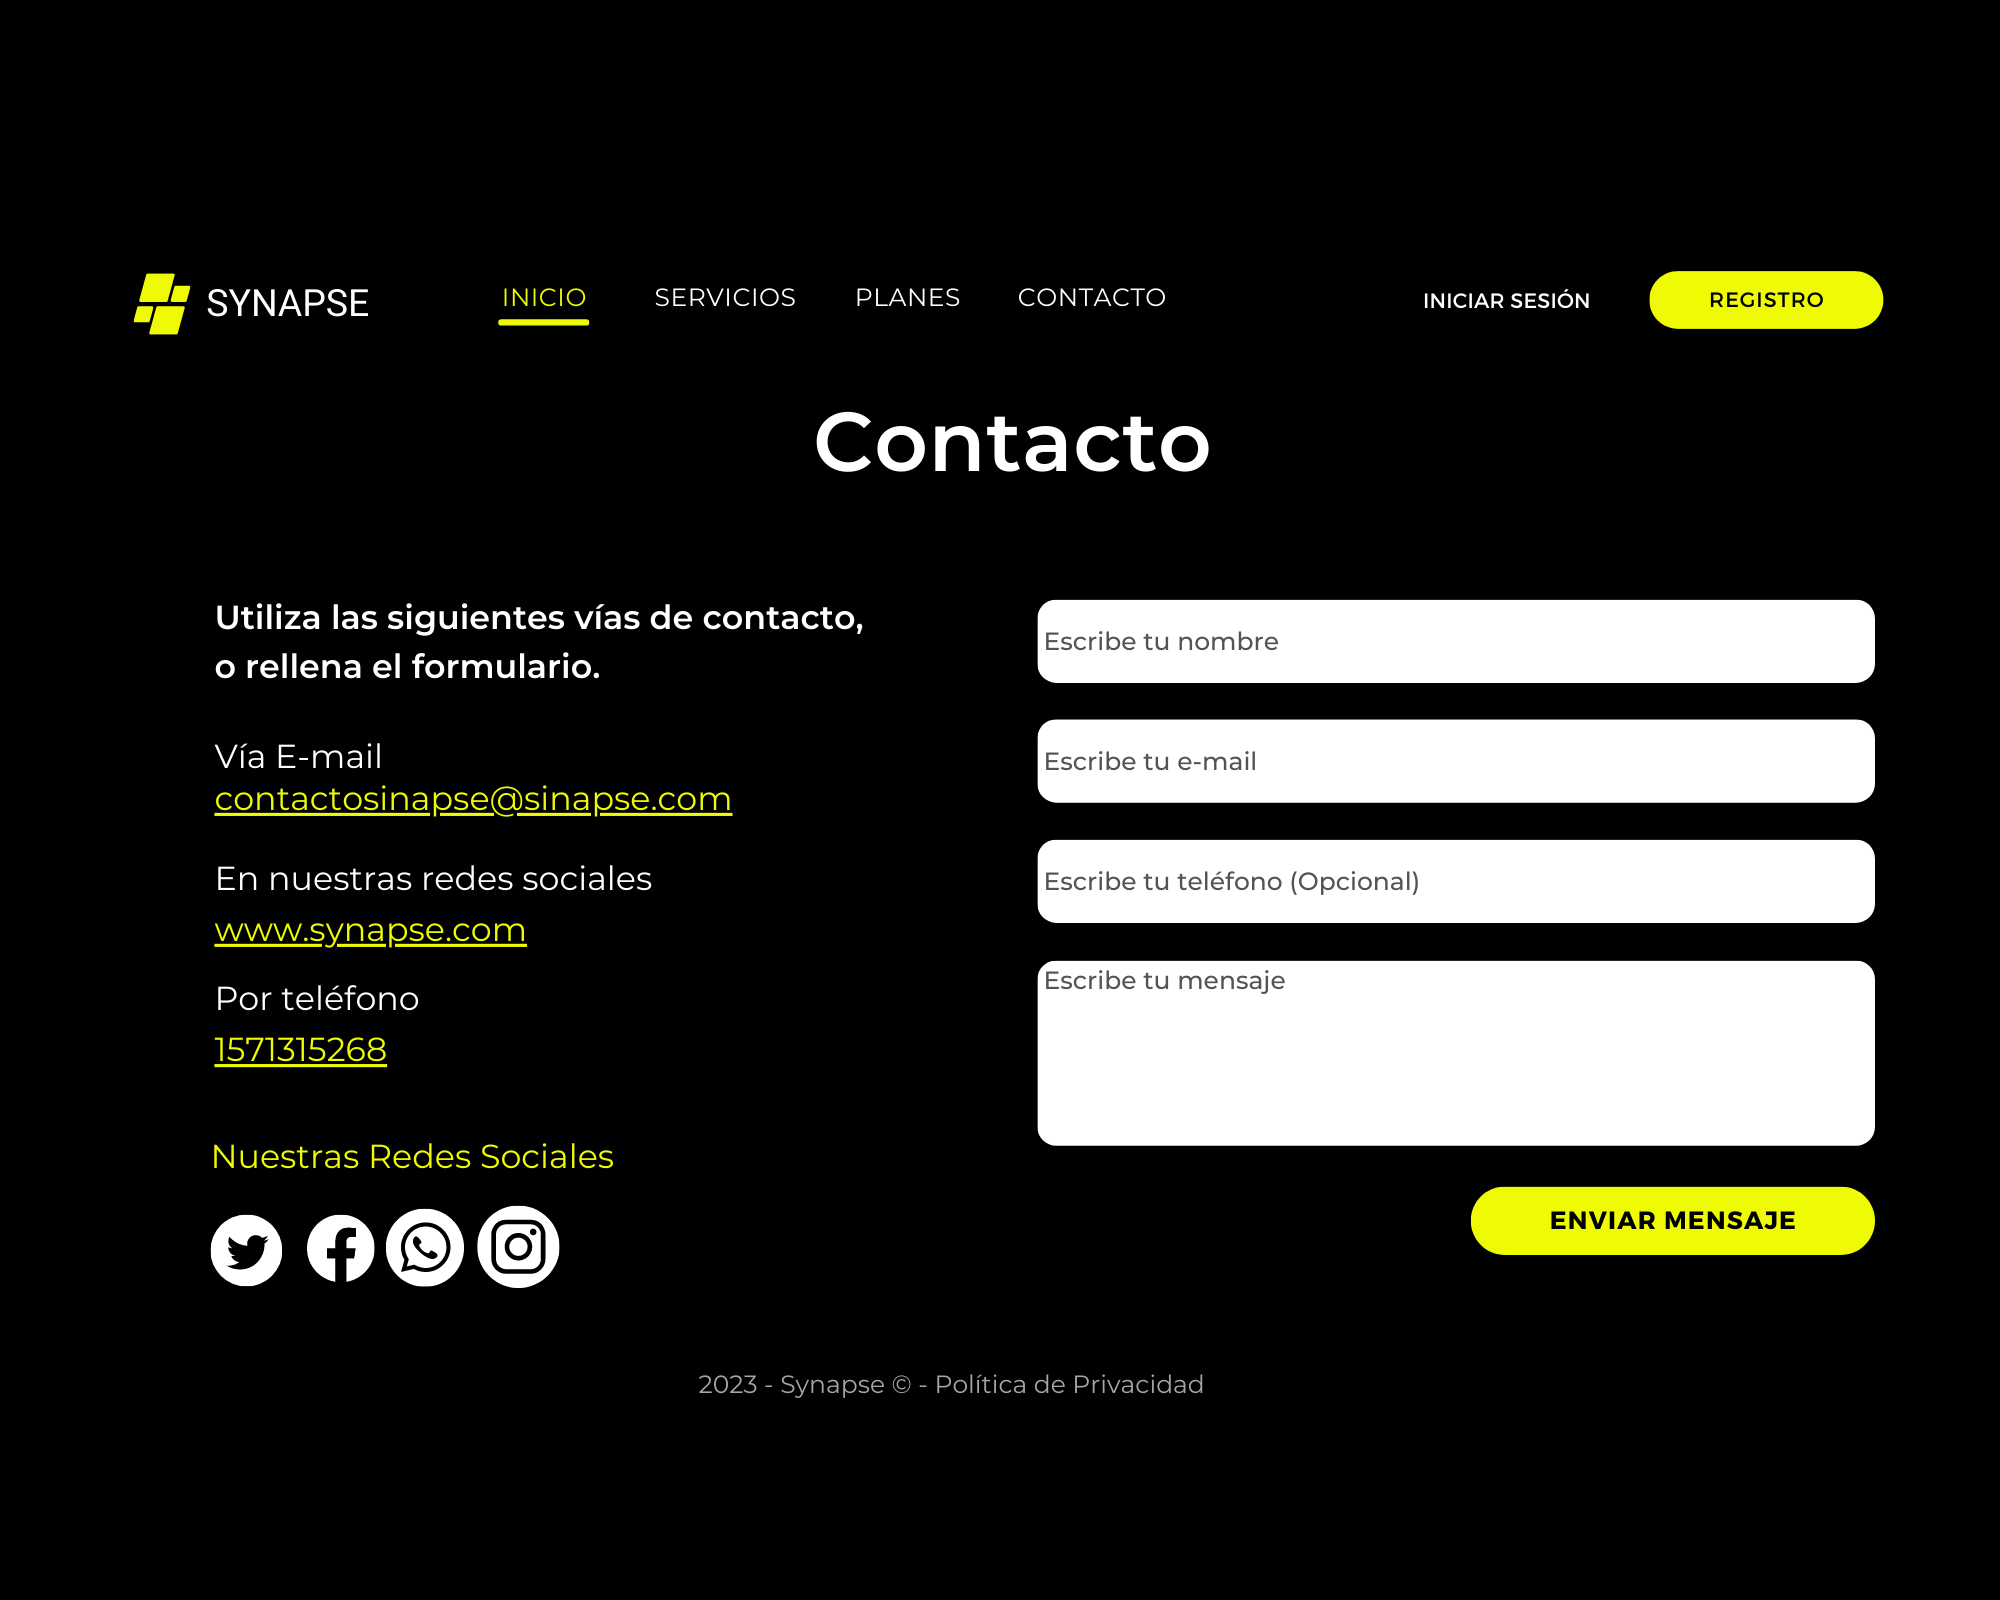 SYNAPSE
INICIO
SERVICIOS
PLANES
CONTACTO
INICIAR SESIÓN
REGISTRO
Contacto
Utiliza las siguientes vías de contacto,
o rellena el formulario.
Vía E-mail
contactosinapse@sinapse.com
En nuestras redes sociales
www.synapse.com
Por teléfono
1571315268
Nuestras Redes Sociales
Escribe tu nombre
Escribe tu e-mail
Escribe tu teléfono (Opcional)
Escribe tu mensaje
ENVIAR MENSAJE
2023 - Synapse © - Política de Privacidad